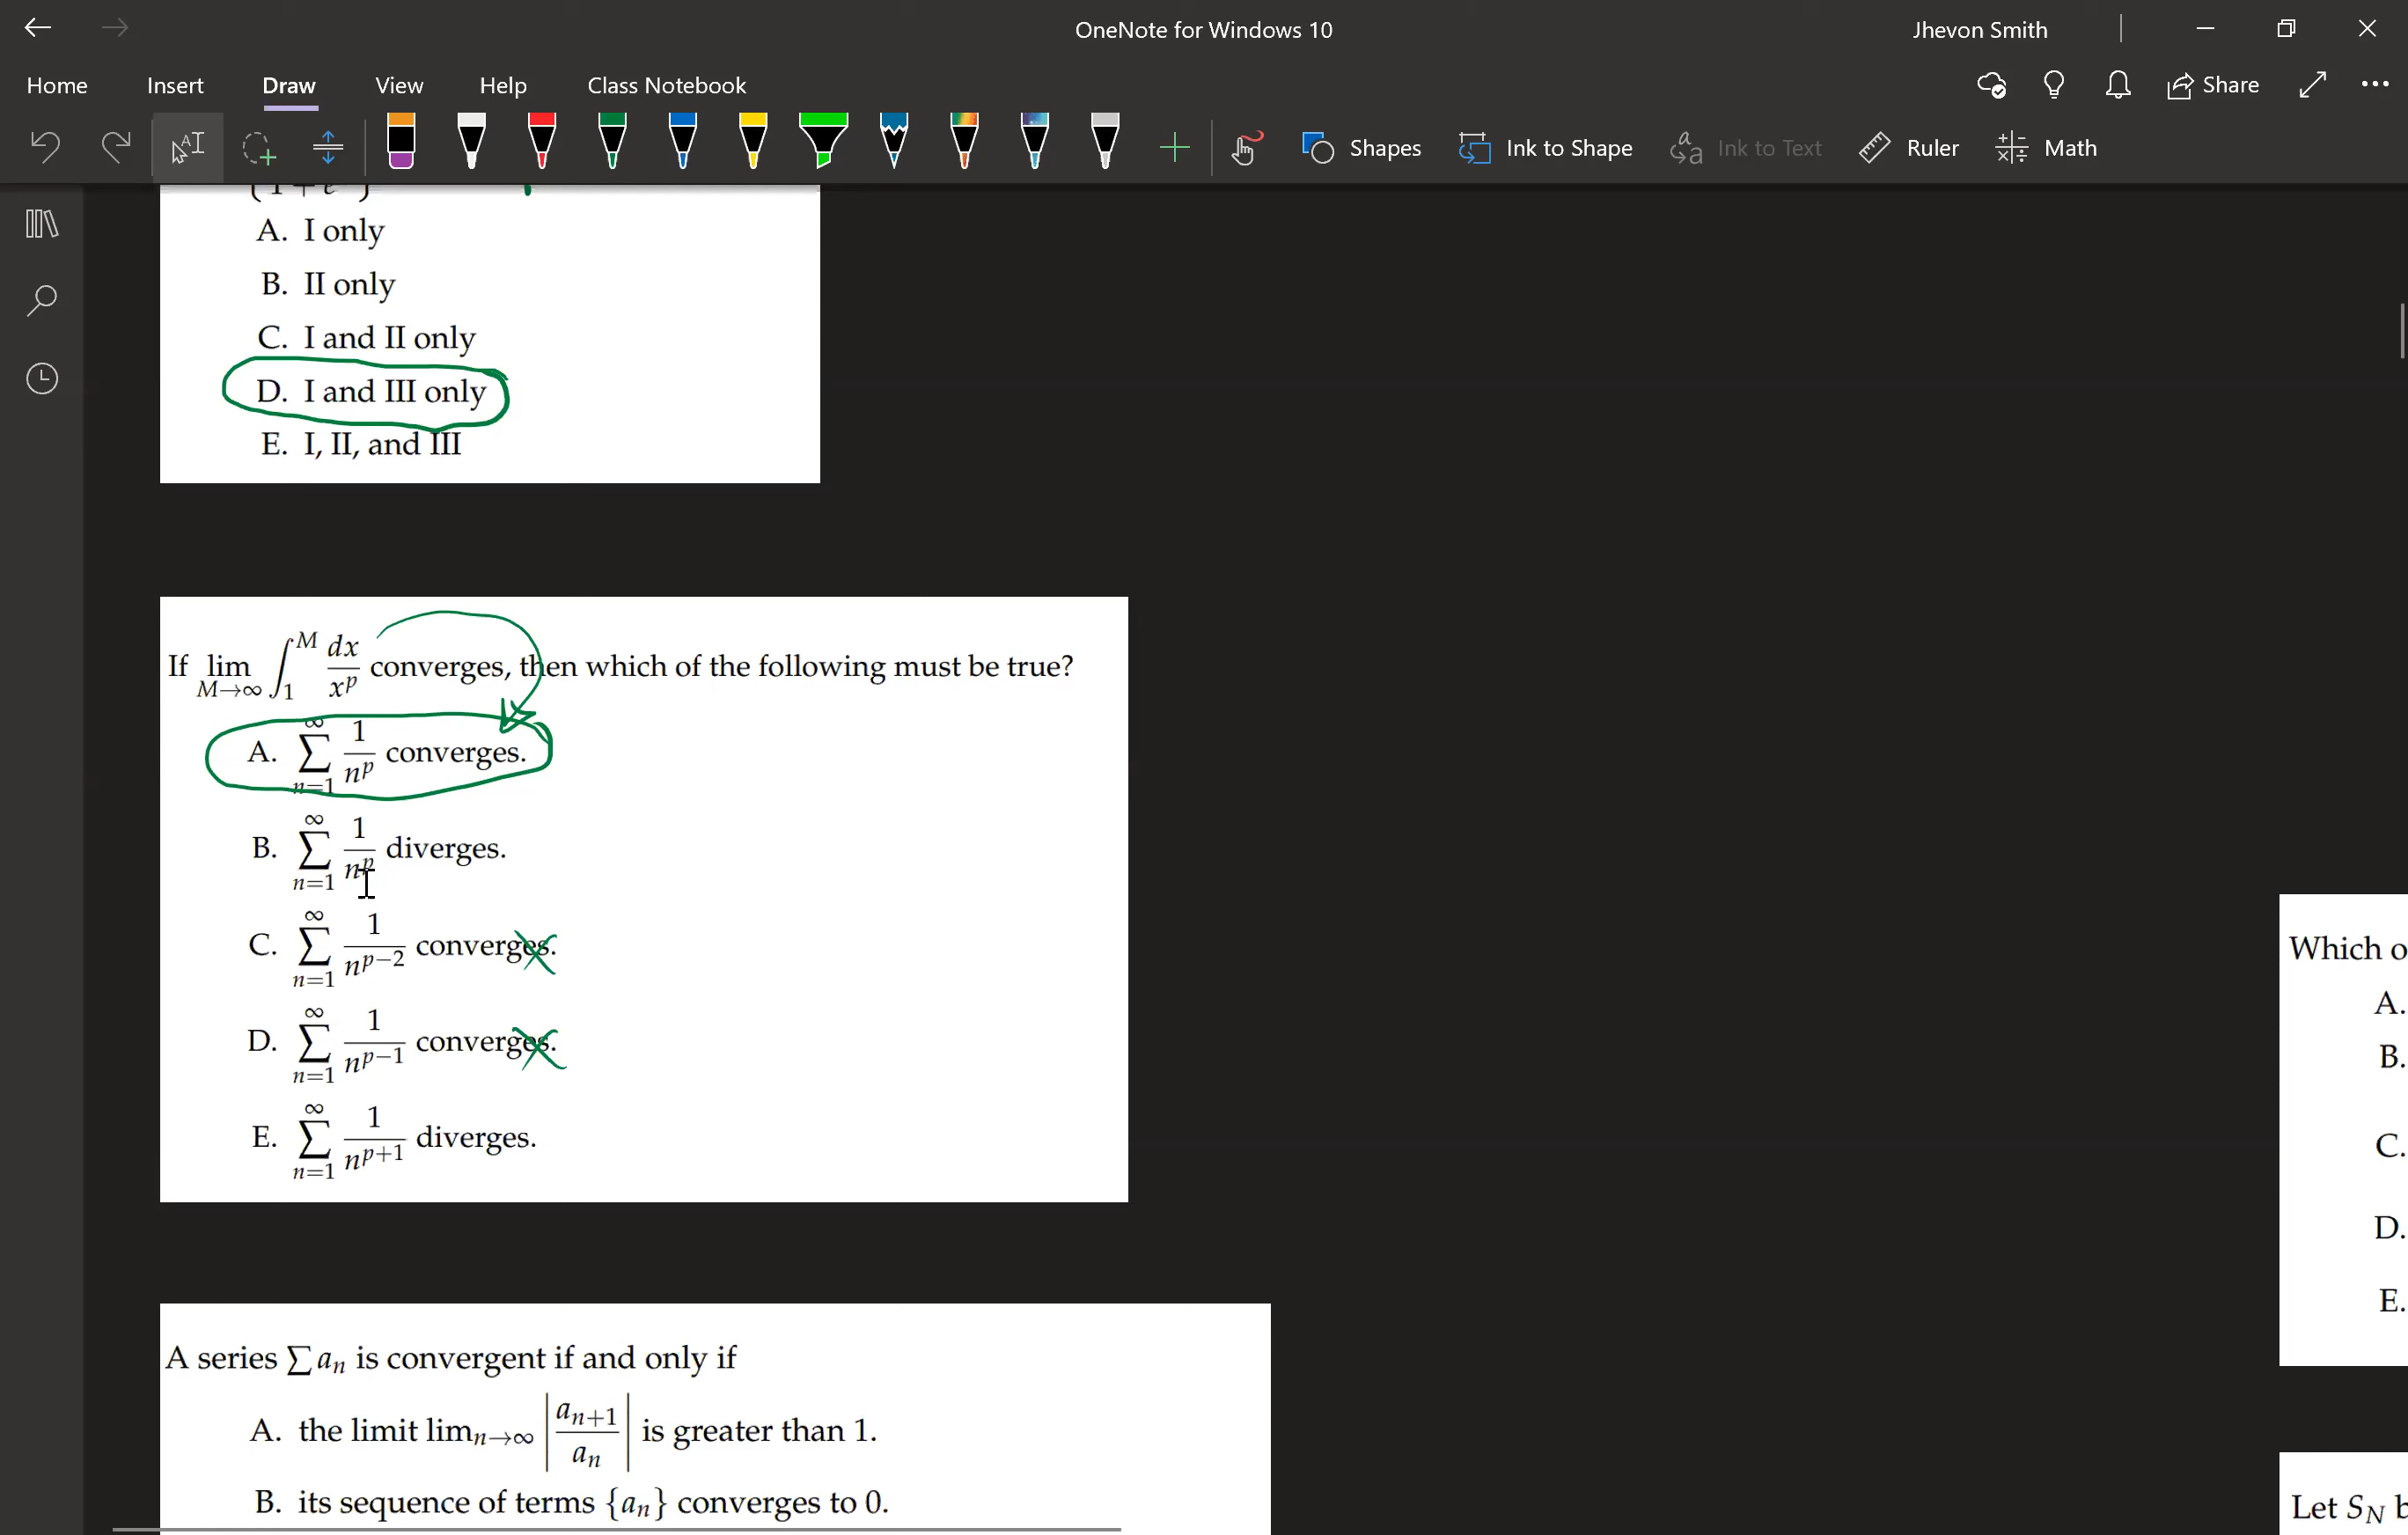 OneNote for Windows 10
Jhevon Smith
Home Insert Draw View Help Class Notebook
Share
Shapes Ink to Shape Ink to Text Ruler Math
A. I only
B. II only
C. I and II only
D. I and III only
E. I, II, and III
If lim_{M→∞} ∫_1^M dx/x^p converges, then which of the following must be true?
A. ∑_{n=1}^∞ 1/n^p converges.
B. ∑_{n=1}^∞ 1/n^p diverges.
C. ∑_{n=1}^∞ 1/n^{p−2} converges.
D. ∑_{n=1}^∞ 1/n^{p−1} converges.
E. ∑_{n=1}^∞ 1/n^{p+1} diverges.
A series ∑ a_n is convergent if and only if
A. the limit lim_{n→∞} |a_{n+1}/a_n| is greater than 1.
B. its sequence of terms {a_n} converges to 0.
Which
A.
B.
C.
D.
E.
Let S_N